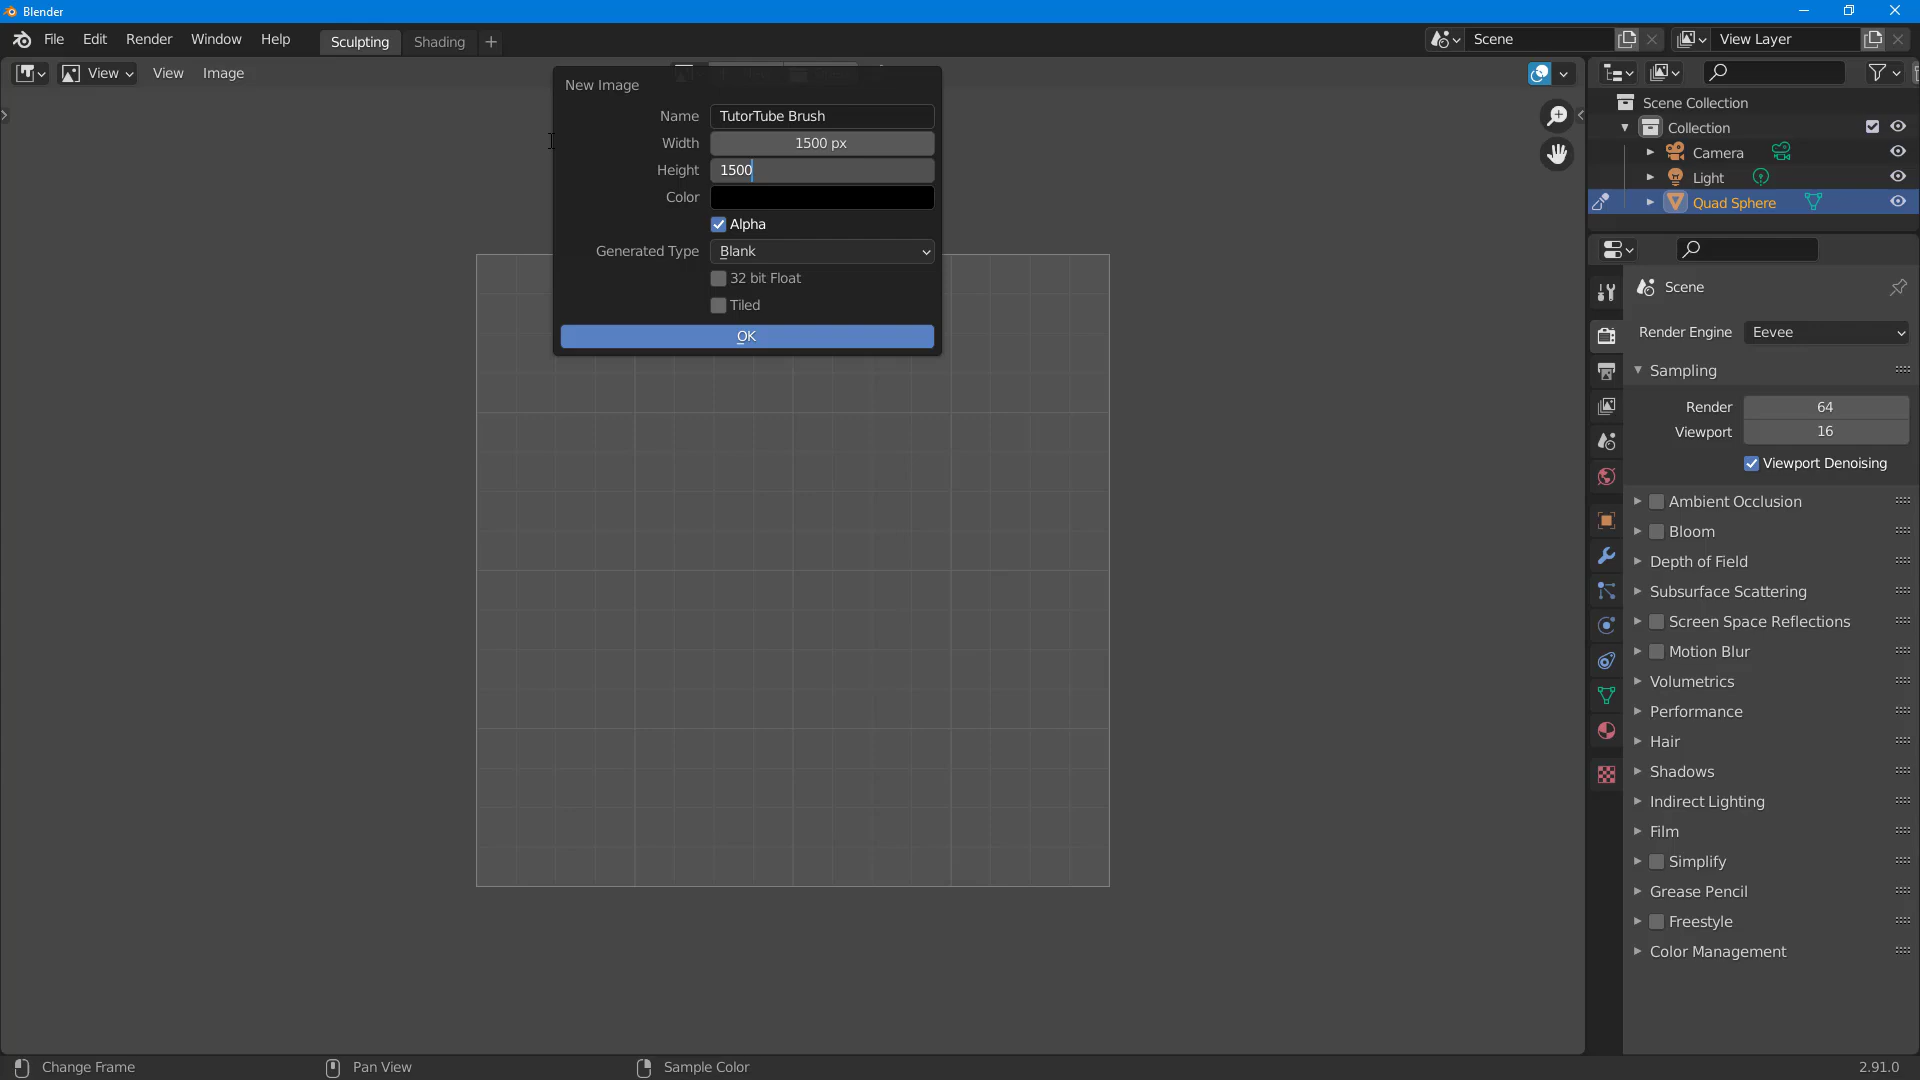 Blender
File Edit Render Window Help Sculpting Shading + Scene View Layer
View View Image
New Image
Name TutorTube Brush
Width 1500 px
Height 1500
Color
Alpha
Generated Type Blank
32 bit Float
Tiled
OK
Scene Collection
Collection
Camera
Light
Quad Sphere
Scene
Render Engine Eevee
Sampling
Render 64
Viewport 16
Viewport Denoising
Ambient Occlusion
Bloom
Depth of Field
Subsurface Scattering
Screen Space Reflections
Motion Blur
Volumetrics
Performance
Hair
Shadows
Indirect Lighting
Film
Simplify
Grease Pencil
Freestyle
Color Management
Change Frame Pan View Sample Color 2.91.0